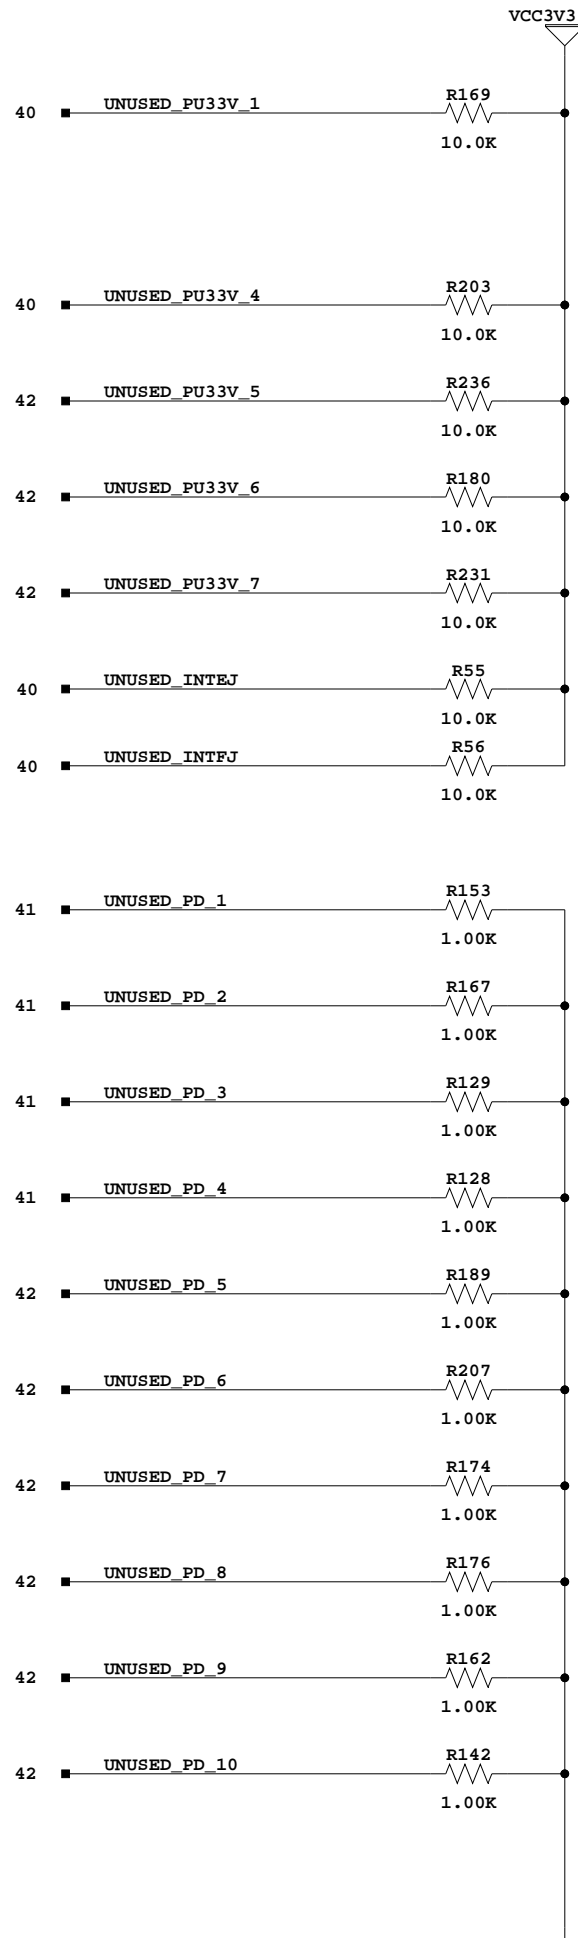 VCC3V3
40 UNUSED_PU33V_1 R169
10.0K
40 UNUSED_PU33V_4 R203
10.0K
42 UNUSED_PU33V_5 R236
10.0K
42 UNUSED_PU33V_6 R180
10.0K
42 UNUSED_PU33V_7 R231
10.0K
40 UNUSED_INTEJ R55
10.0K
40 UNUSED_INTFJ R56
10.0K
41 UNUSED_PD_1 R153
1.00K
41 UNUSED_PD_2 R167
1.00K
41 UNUSED_PD_3 R129
1.00K
41 UNUSED_PD_4 R128
1.00K
42 UNUSED_PD_5 R189
1.00K
42 UNUSED_PD_6 R207
1.00K
42 UNUSED_PD_7 R174
1.00K
42 UNUSED_PD_8 R176
1.00K
42 UNUSED_PD_9 R162
1.00K
42 UNUSED_PD_10 R142
1.00K